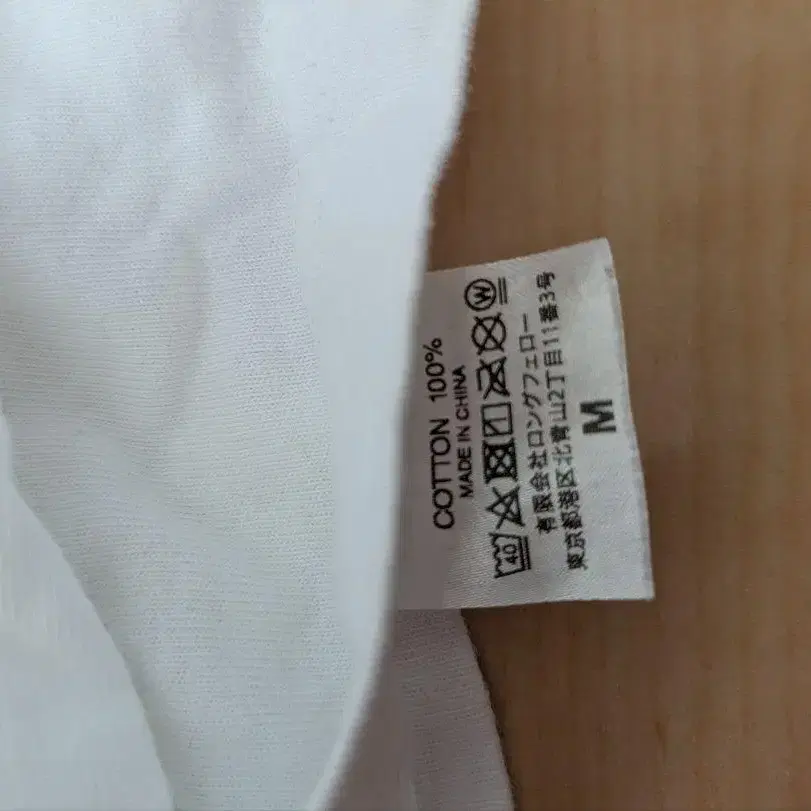 COTTON 100%
MADE IN CHINA
40 W
有限会社ロングフェロー
東京都港区北青山2丁目11番3号
M